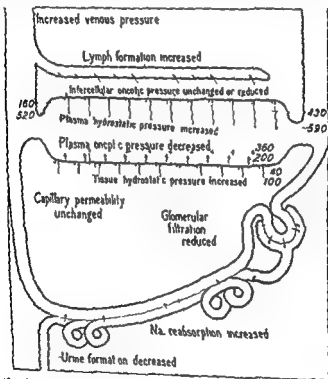 Increased venous pressure
Lymph formation increased
Intercellular oncotic pressure unchanged or reduced
160
520
Plasma hydrostatic pressure increased
430
590
Plasma oncotic pressure decreased
360
200
Tissue hydrostatic pressure increased
40
100
Capillary permeability
unchanged
Glomerular
filtration
reduced
Na. reabsorption increased
Urine formation decreased